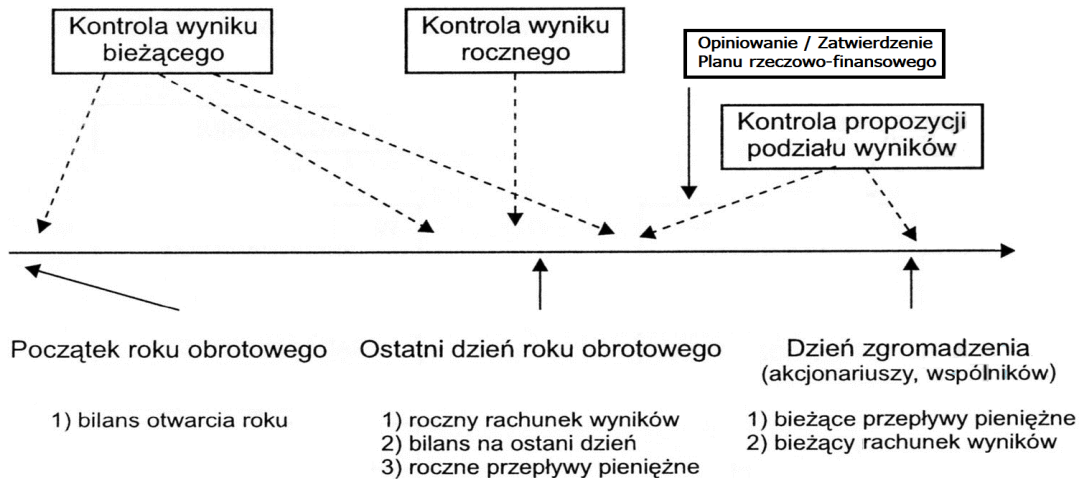 Kontrola wyniku
bieżącego
Kontrola wyniku
rocznego
Opiniowanie / Zatwierdzenie
Planu rzeczowo-finansowego
Kontrola propozycji
podziału wyników
Początek roku obrotowego
Ostatni dzień roku obrotowego
Dzień zgromadzenia
(akcjonariuszy, wspólników)
1) bilans otwarcia roku
1) roczny rachunek wyników
2) bilans na ostani dzień
3) roczne przepływy pieniężne
1) bieżące przepływy pieniężne
2) bieżący rachunek wyników